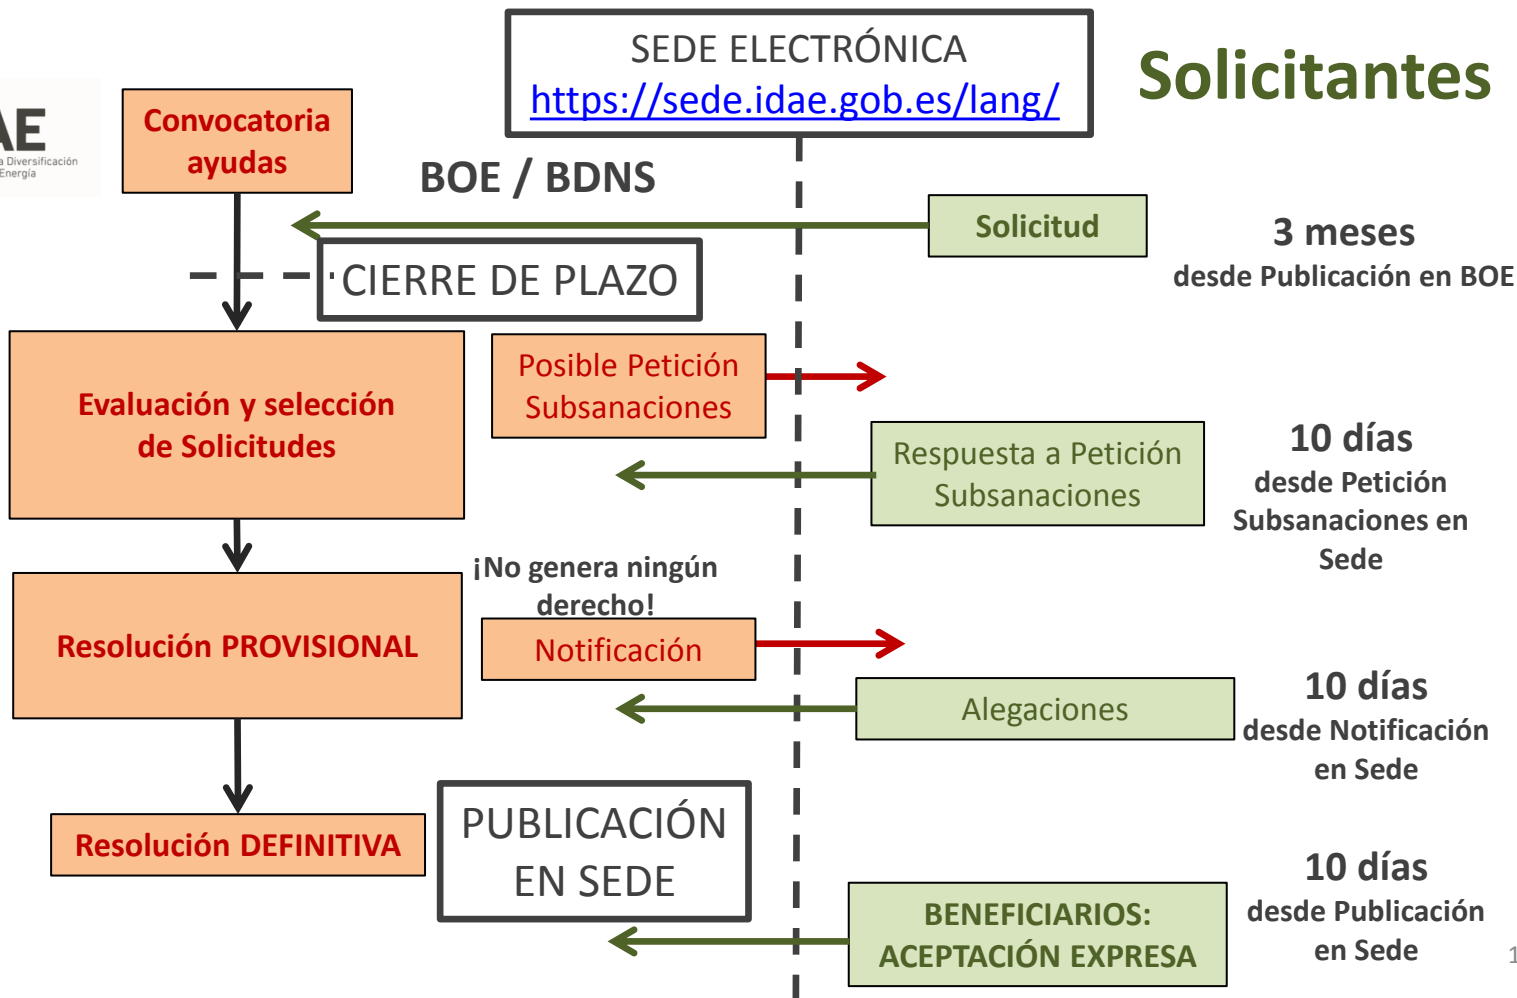 SEDE ELECTRÓNICA
https://sede.idae.gob.es/lang/
Solicitantes
AE
a Diversificación
Energía
Convocatoria
ayudas
BOE / BDNS
Solicitud
3 meses
desde Publicación en BOE
CIERRE DE PLAZO
Evaluación y selección
de Solicitudes
Posible Petición
Subsanaciones
Respuesta a Petición
Subsanaciones
10 días
desde Petición
Subsanaciones en
Sede
¡No genera ningún
derecho!
Resolución PROVISIONAL
Notificación
Alegaciones
10 días
desde Notificación
en Sede
Resolución DEFINITIVA
PUBLICACIÓN
EN SEDE
BENEFICIARIOS:
ACEPTACIÓN EXPRESA
10 días
desde Publicación
en Sede
1